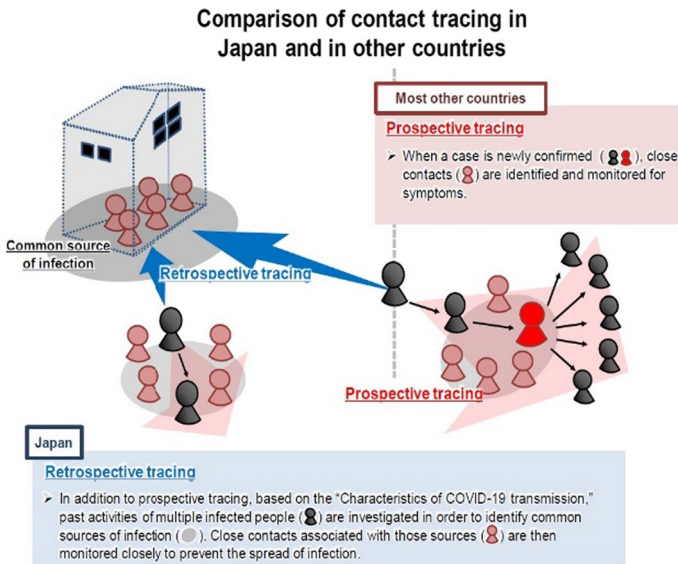 Comparison of contact tracing in
Japan and in other countries
Most other countries
Prospective tracing
➢ When a case is newly confirmed ( ), close
contacts ( ) are identified and monitored for
symptoms.
Common source
of infection
Retrospective tracing
Prospective tracing
Japan
Retrospective tracing
➢ In addition to prospective tracing, based on the “Characteristics of COVID-19 transmission,”
past activities of multiple infected people ( ) are investigated in order to identify common
sources of infection ( ). Close contacts associated with those sources ( ) are then
monitored closely to prevent the spread of infection.